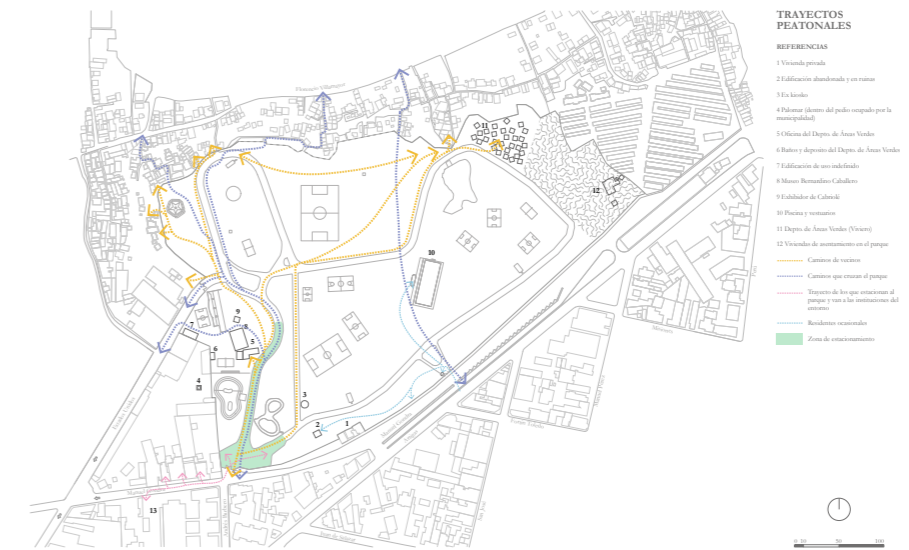 TRAYECTOS
PEATONALES
REFERENCIAS
1 Vivienda privada
2 Edificación abandonada y en ruinas
3 Ex kiosko
4 Palomar (dentro del predio ocupado por la
municipalidad)
5 Oficina del Depto. de Áreas Verdes
6 Baños y deposito del Depto. de Áreas Verdes
7 Edificación de uso indefinido
8 Museo Bernardino Caballero
9 Exhibidor de Cabriolé
10 Piscina y vestuarios
11 Depto. de Áreas Verdes (Vivero)
12 Viviendas de asentamiento en el parque
Caminos de vecinos
Caminos que cruzan el parque
Trayecto de los que estacionan al
parque y van a las instituciones del
entorno
Residentes ocasionales
Zona de estacionamiento
11
12
10
9
8
7
5
6
4
3
2
1
13
0 20 50 100